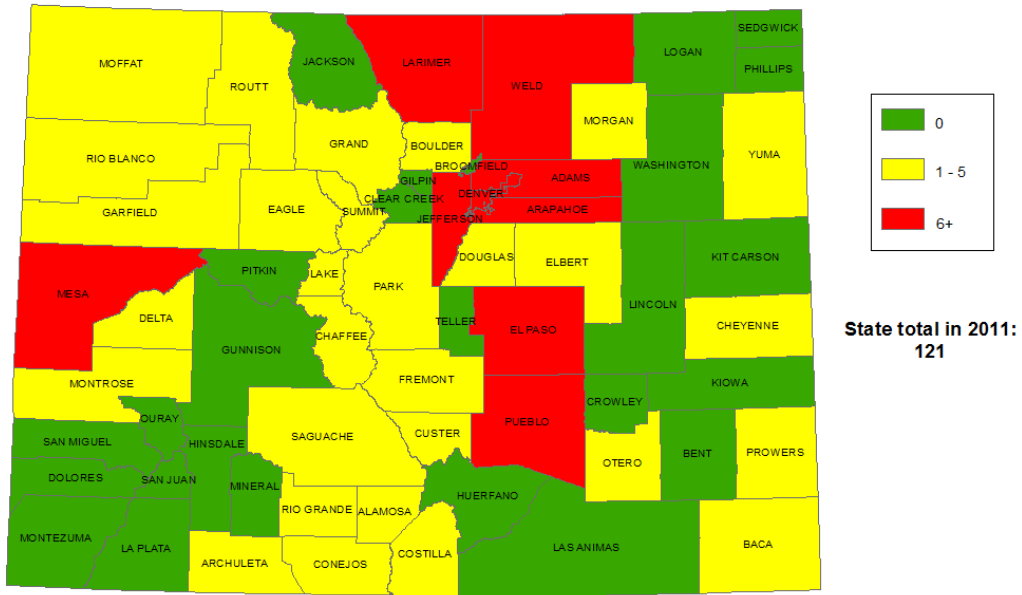 SEDGWICK
LOGAN
JACKSON
LARIMER
MOFFAT
PHILLIPS
ROUTT
WELD
MORGAN
GRAND
BOULDER
YUMA
RIO BLANCO
BROOMFIELD
WASHINGTON
GILPIN
ADAMS
DENVER
CLEAR CREEK
EAGLE
SUMMIT
GARFIELD
ARAPAHOE
JEFFERSON
DOUGLAS
ELBERT
KIT CARSON
PITKIN
LAKE
PARK
MESA
LINCOLN
DELTA
TELLER
EL PASO
CHEYENNE
CHAFFEE
GUNNISON
FREMONT
MONTROSE
KIOWA
CROWLEY
OURAY
PUEBLO
SAGUACHE
CUSTER
SAN MIGUEL
HINSDALE
BENT
PROWERS
OTERO
DOLORES
SAN JUAN
MINERAL
HUERFANO
RIO GRANDE
ALAMOSA
MONTEZUMA
LA PLATA
LAS ANIMAS
BACA
COSTILLA
ARCHULETA
CONEJOS
0
1 - 5
6+
State total in 2011:
121